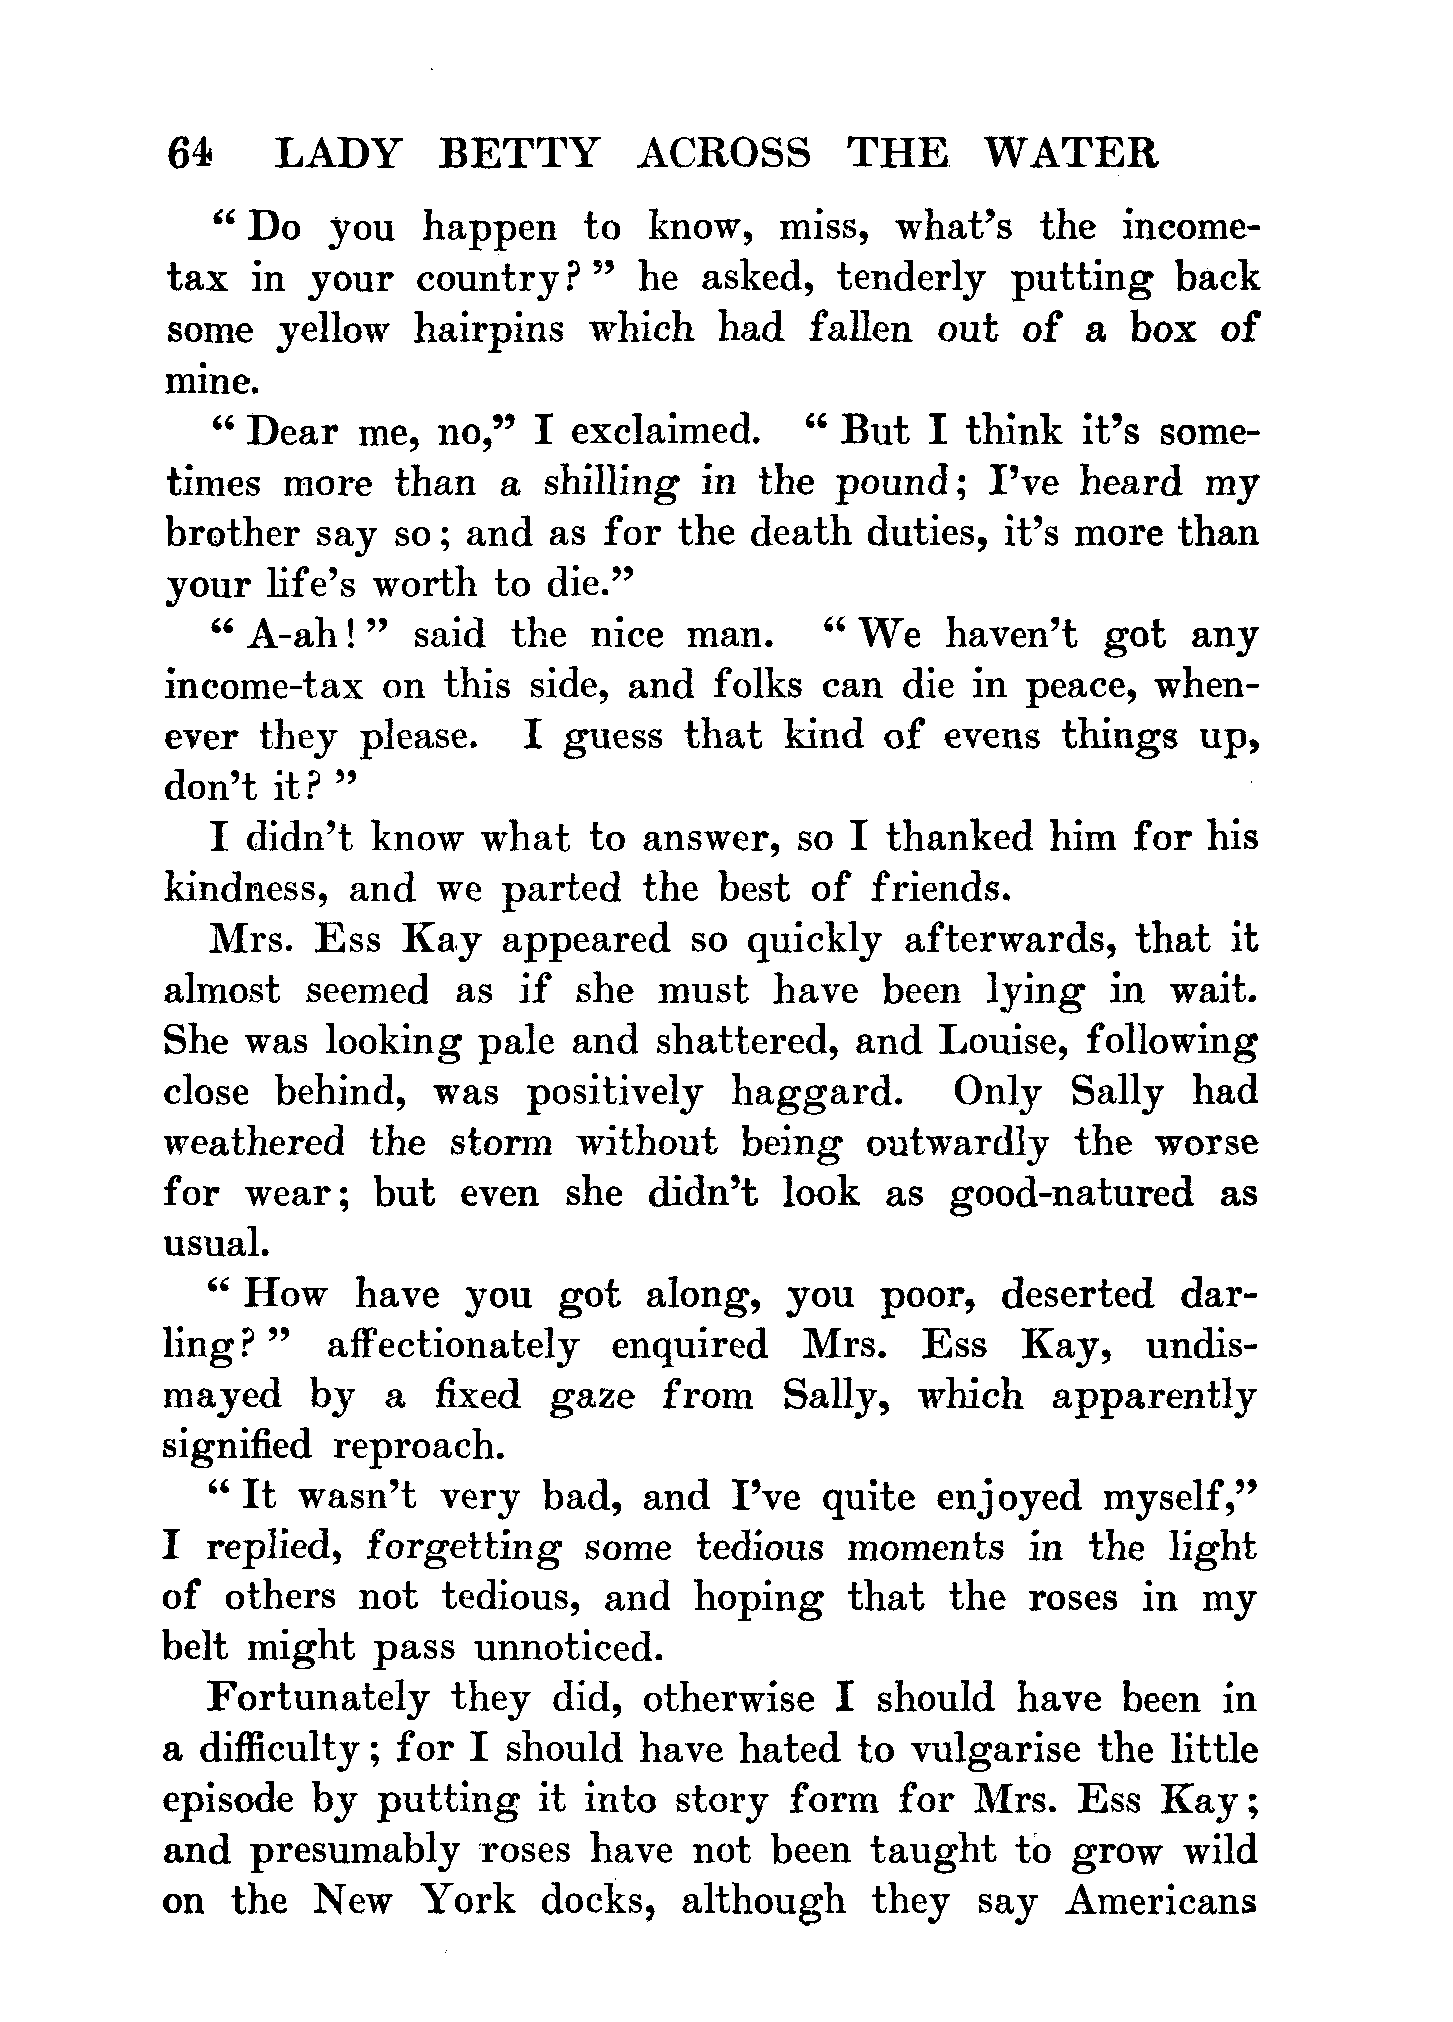 64 LADY BETTY ACROSS THE WATER
“ Do you happen to know, miss, what’s the income-
tax in your country? ” he asked, tenderly putting back
some yellow hairpins which had fallen out of a box of
mine.
“ Dear me, no,” I exclaimed. “ But I think it’s some-
times more than a shilling in the pound; I’ve heard my
brother say so; and as for the death duties, it’s more than
your life’s worth to die.”
“ A-ah! ” said the nice man. “ We haven’t got any
income-tax on this side, and folks can die in peace, when-
ever they please. I guess that kind of evens things up,
don’t it? ”
I didn’t know what to answer, so I thanked him for his
kindness, and we parted the best of friends.
Mrs. Ess Kay appeared so quickly afterwards, that it
almost seemed as if she must have been lying in wait.
She was looking pale and shattered, and Louise, following
close behind, was positively haggard. Only Sally had
weathered the storm without being outwardly the worse
for wear; but even she didn’t look as good-natured as
usual.
“ How have you got along, you poor, deserted dar-
ling? ” affectionately enquired Mrs. Ess Kay, undis-
mayed by a fixed gaze from Sally, which apparently
signified reproach.
“ It wasn’t very bad, and I’ve quite enjoyed myself,”
I replied, forgetting some tedious moments in the light
of others not tedious, and hoping that the roses in my
belt might pass unnoticed.
Fortunately they did, otherwise I should have been in
a difficulty; for I should have hated to vulgarise the little
episode by putting it into story form for Mrs. Ess Kay;
and presumably roses have not been taught to grow wild
on the New York docks, although they say Americans